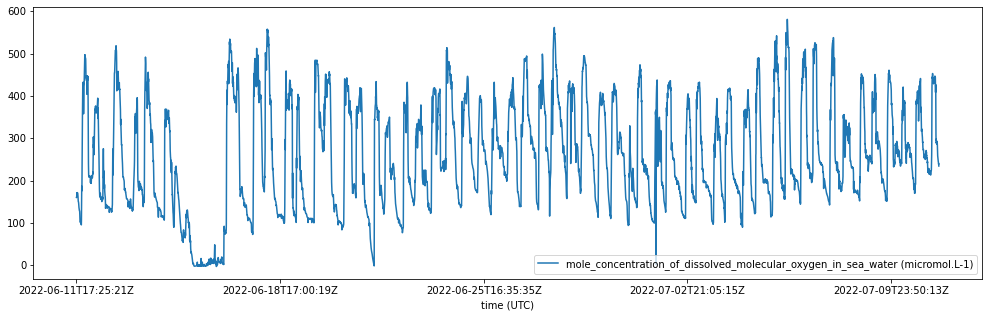 600
500
400
300
200
100
0
mole_concentration_of_dissolved_molecular_oxygen_in_sea_water (micromol.L-1)
2022-06-11T17:25:21Z 2022-06-18T17:00:19Z 2022-06-25T16:35:35Z 2022-07-02T21:05:15Z 2022-07-09T23:50:13Z
time (UTC)